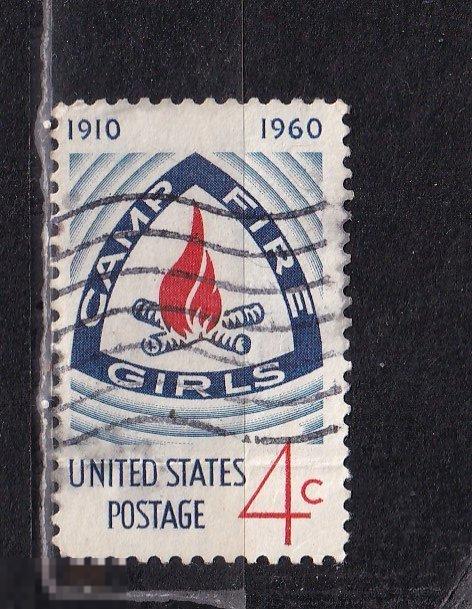 1910 1960
CAMP FIRE
GIRLS
UNITED STATES
POSTAGE
4c